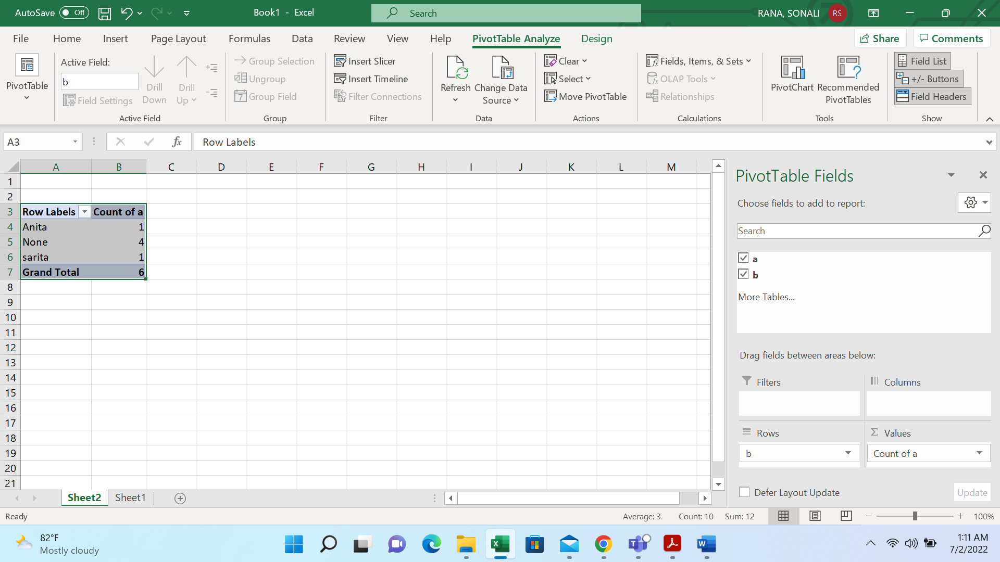 AutoSave Off Book1 - Excel Search RANA, SONALI RS
File Home Insert Page Layout Formulas Data Review View Help PivotTable Analyze Design Share Comments
PivotTable
Active Field:
b
Field Settings
Drill Down
Drill Up
Active Field
Group Selection
Ungroup
7 Group Field
Group
Insert Slicer
Insert Timeline
Filter Connections
Filter
Refresh
Change Data Source
Data
Clear
Select
Move PivotTable
Actions
Fields, Items, & Sets
OLAP Tools
Relationships
Calculations
PivotChart
Recommended PivotTables
Tools
Field List
+/- Buttons
Field Headers
Show
A3 fx Row Labels
A B C D E F G H I J K L M
1
2
3 Row Labels Count of a
4 Anita 1
5 None 4
6 sarita 1
7 Grand Total 6
8
9
10
11
12
13
14
15
16
17
18
19
20
21
PivotTable Fields
Choose fields to add to report:
Search
a
b
More Tables...
Drag fields between areas below:
Filters Columns
Rows Σ Values
b Count of a
Defer Layout Update Update
Sheet2 Sheet1
Ready Average: 3 Count: 10 Sum: 12 100%
82°F
Mostly cloudy
1:11 AM
7/2/2022